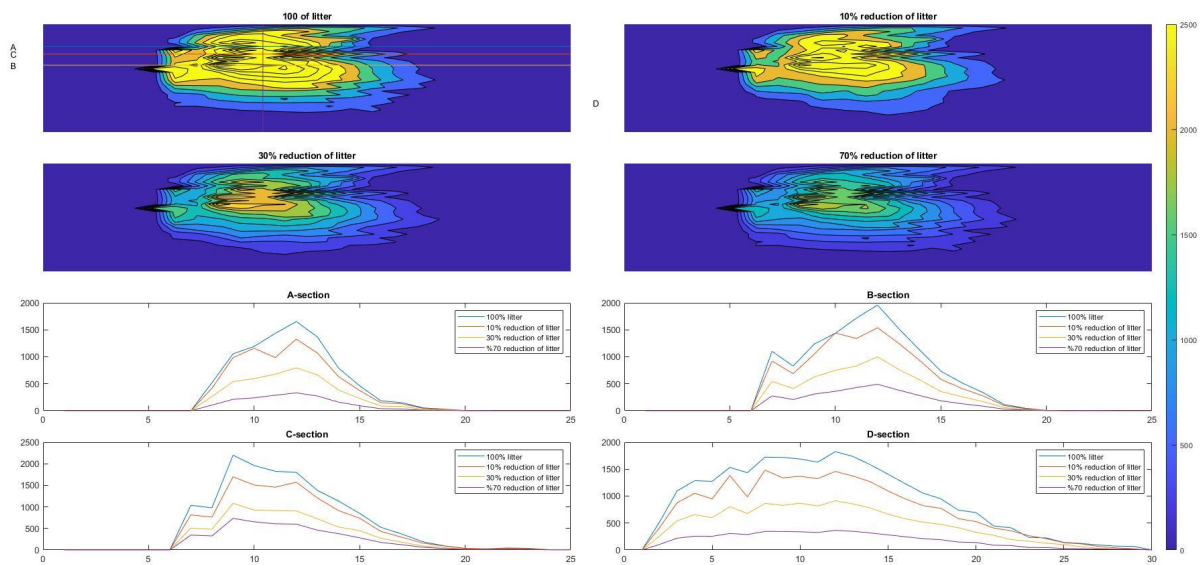 100 of litter
10% reduction of litter
A
C
B
D
2500
2000
1500
1000
500
0
30% reduction of litter
70% reduction of litter
A-section
2000
1500
1000
500
0
0 5 10 15 20 25
100% litter
10% reduction of litter
30% reduction of litter
%70 reduction of litter
B-section
2000
1500
1000
500
0
0 5 10 15 20 25
100% litter
10% reduction of litter
30% reduction of litter
%70 reduction of litter
C-section
2500
2000
1500
1000
500
0
0 5 10 15 20 25
100% litter
10% reduction of litter
30% reduction of litter
%70 reduction of litter
D-section
2000
1500
1000
500
0
0 5 10 15 20 25 30
100% litter
10% reduction of litter
30% reduction of litter
%70 reduction of litter